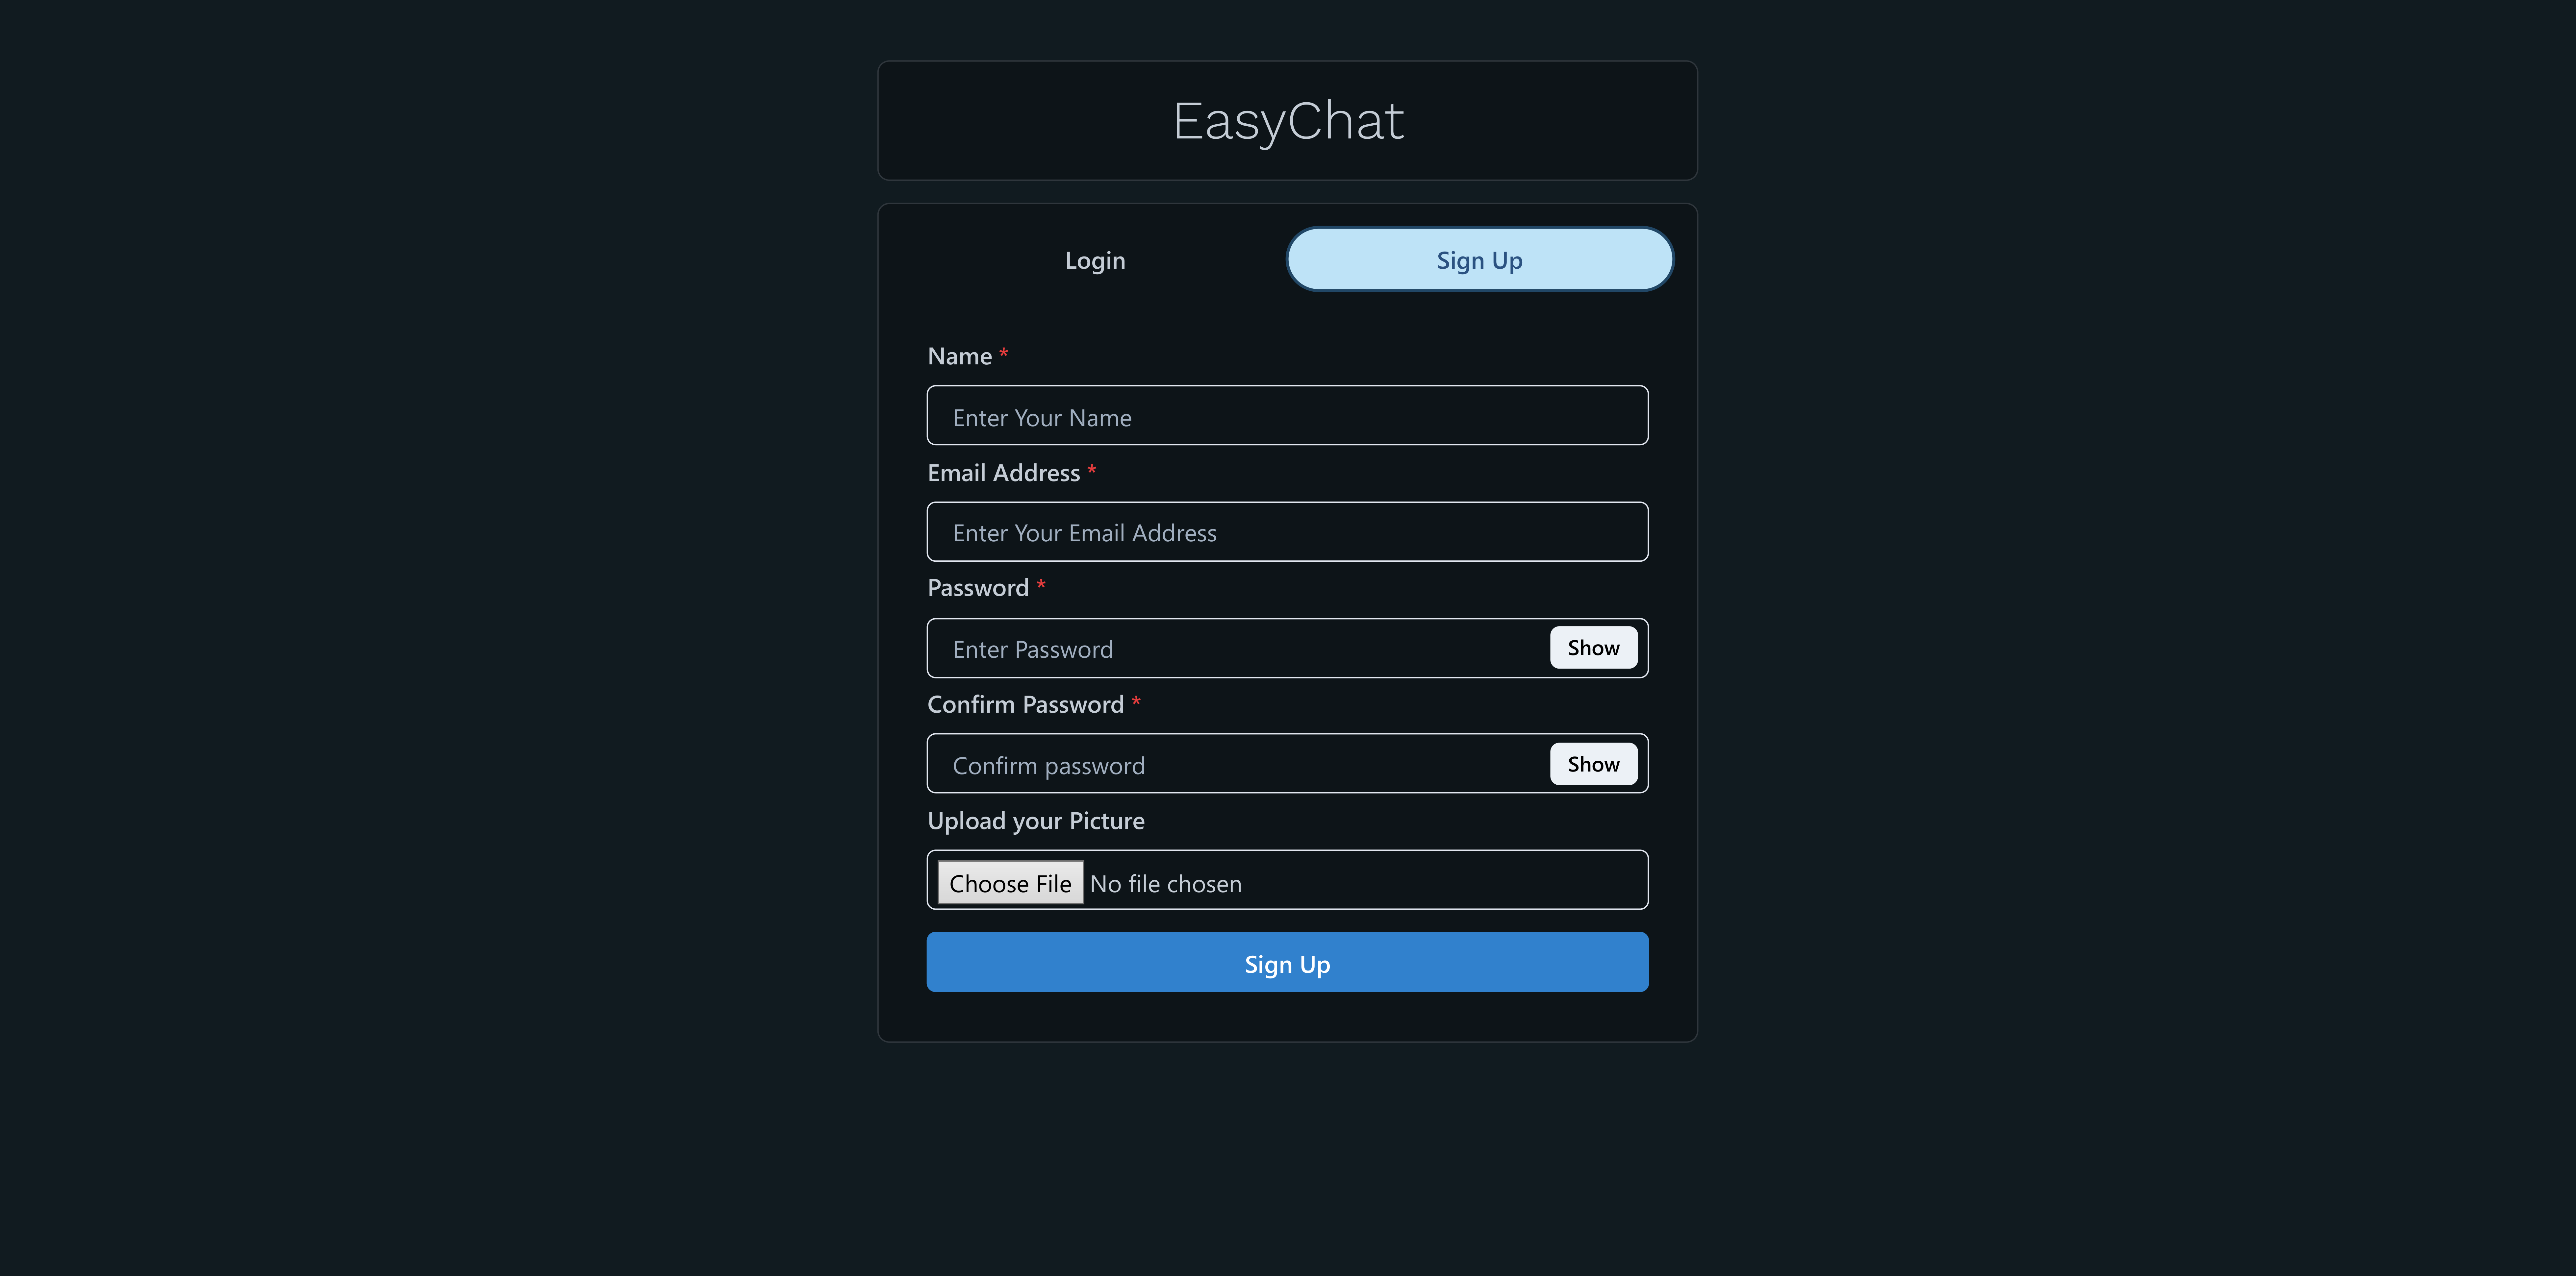 EasyChat
Login
Sign Up
Name *
Enter Your Name
Email Address *
Enter Your Email Address
Password *
Enter Password
Show
Confirm Password *
Confirm password
Show
Upload your Picture
Choose File No file chosen
Sign Up